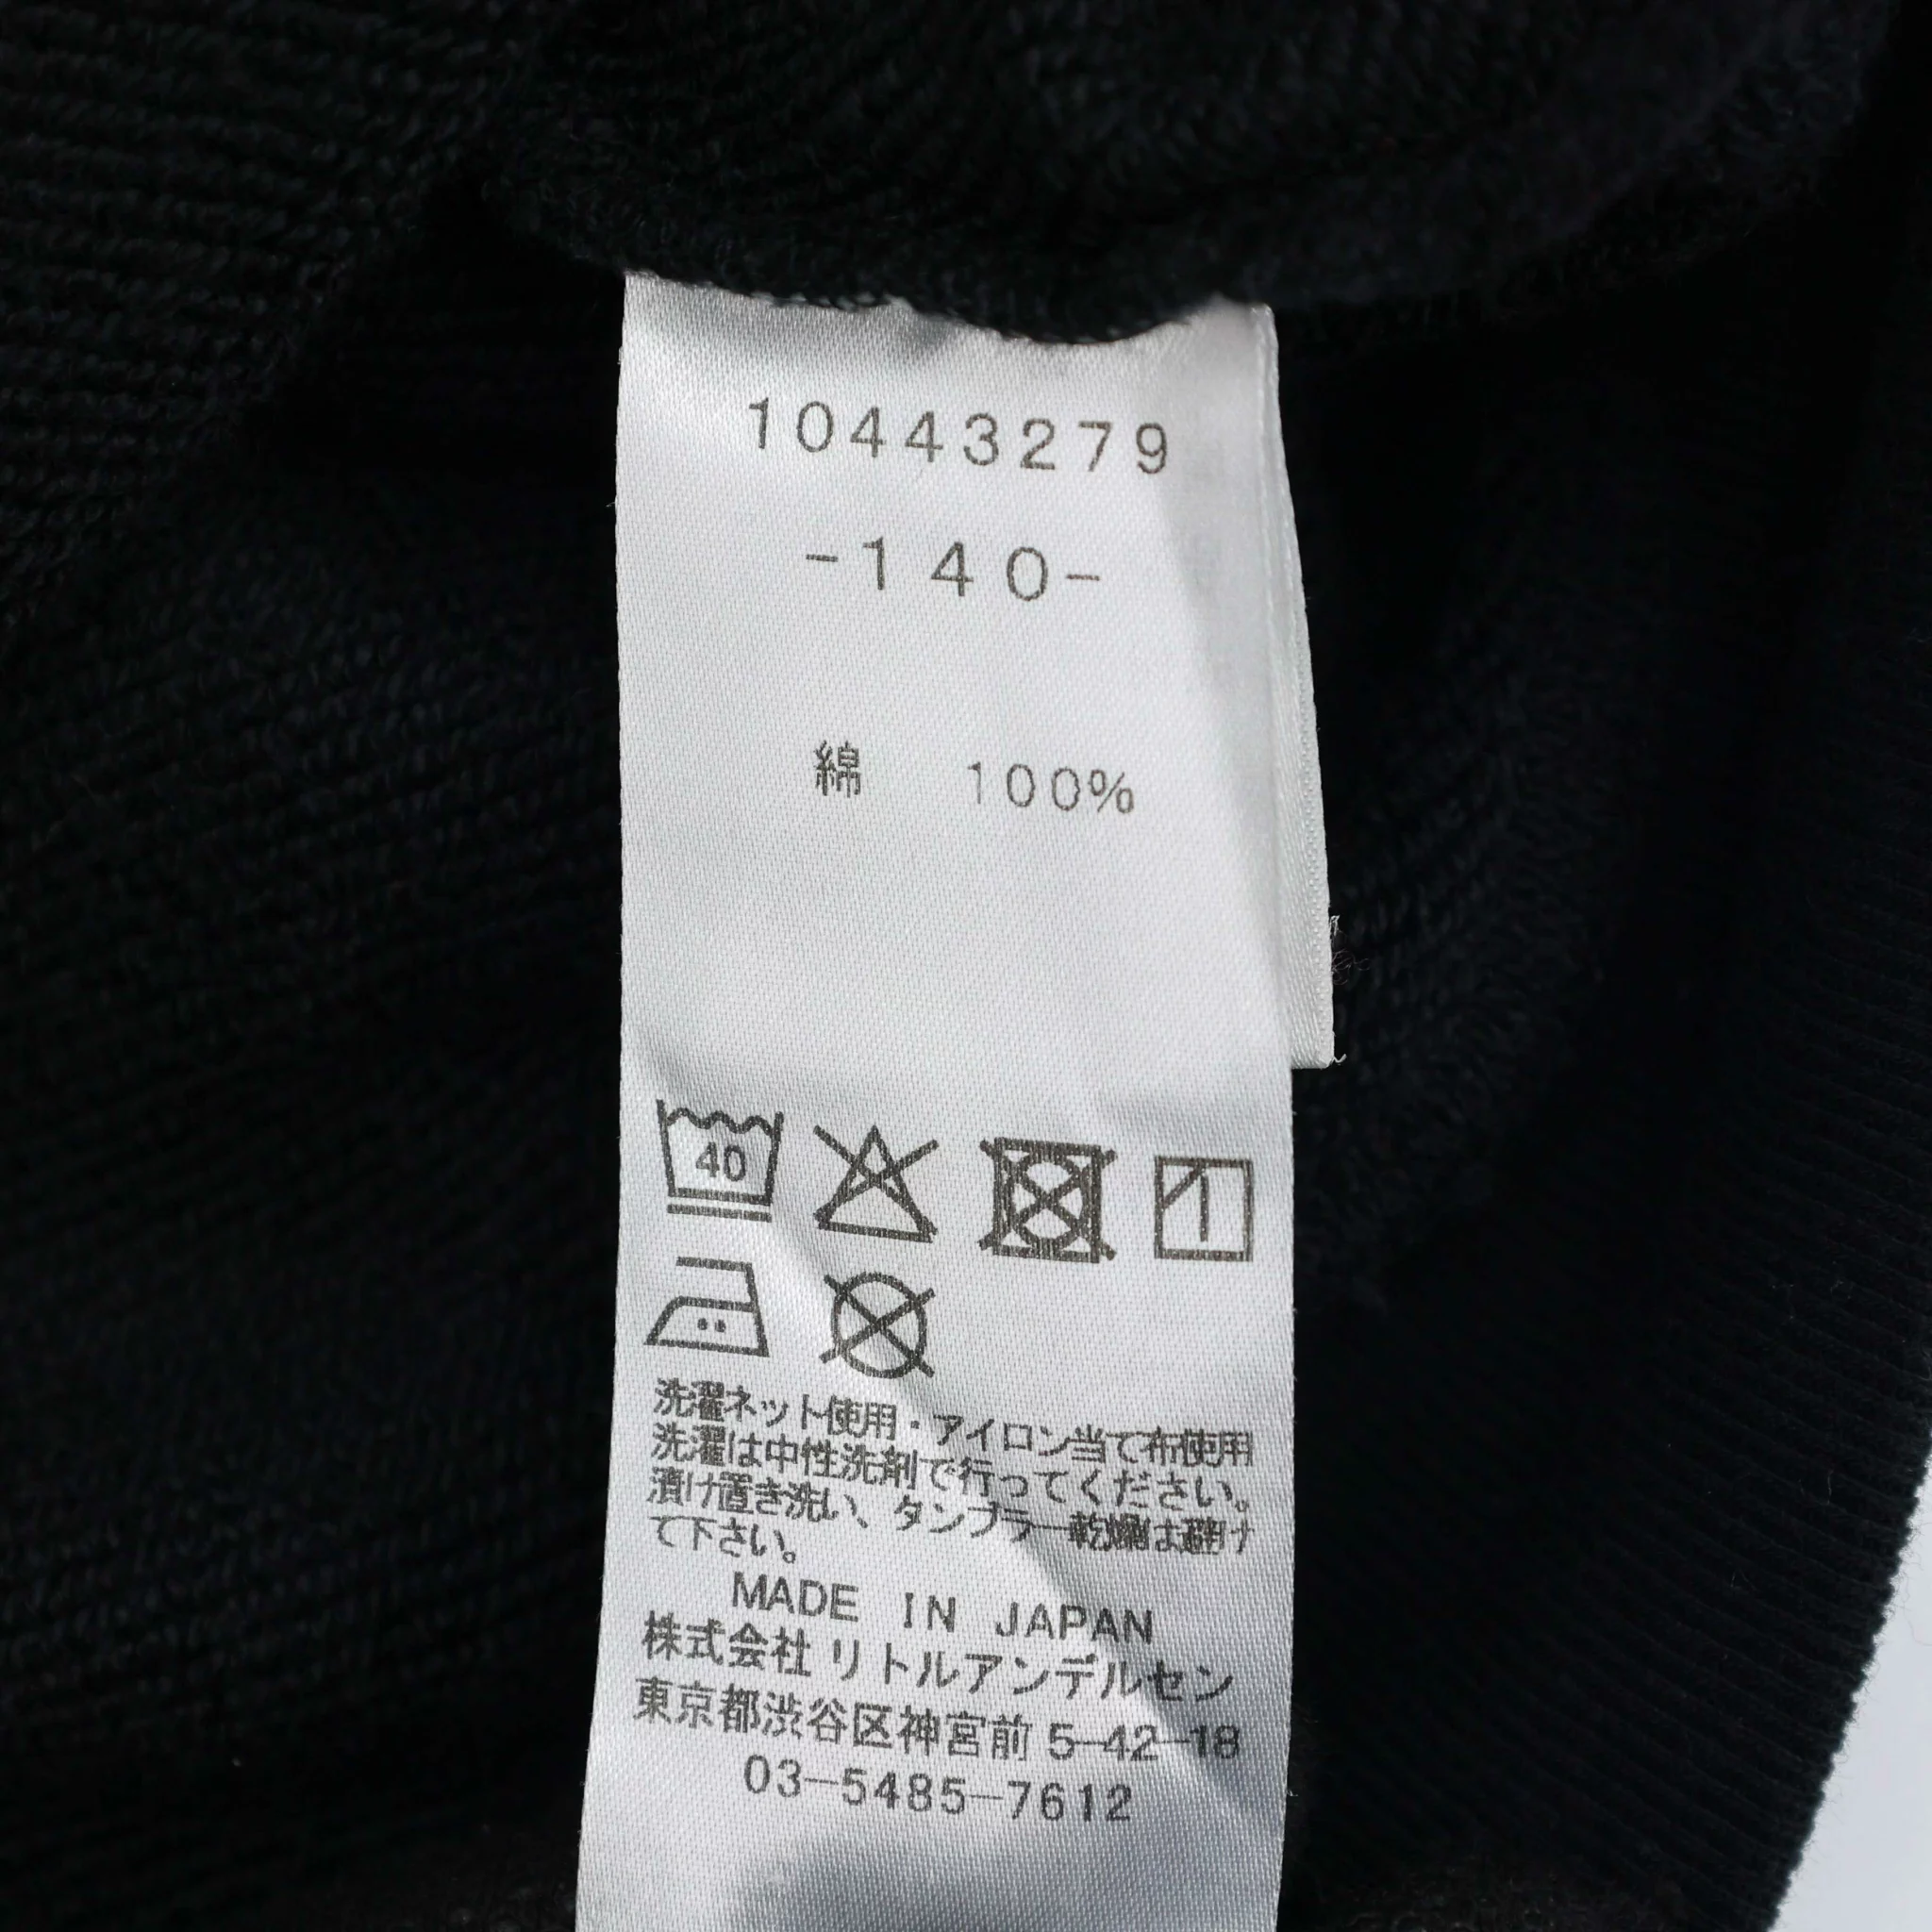 10443279
-140-
綿 100%
40
洗濯ネット使用・アイロン当て布使用
洗濯は中性洗剤で行ってください。
漬け置き洗い、タンブラー乾燥は避け
て下さい。
MADE IN JAPAN
株式会社リトルアンデルセン
東京都渋谷区神宮前5-42-18
03-5485-7612